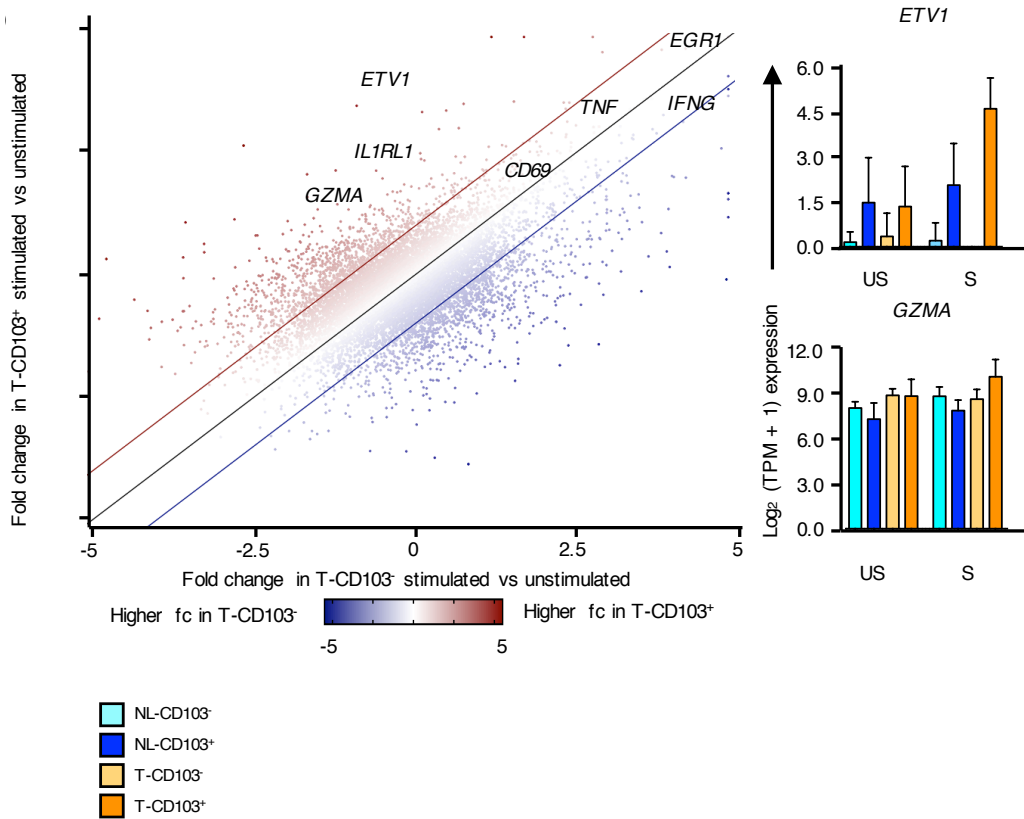 ETV1
Fold change in T-CD103⁺ stimulated vs unstimulated
EGR1
ETV1
TNF
IFNG
IL1RL1
CD69
GZMA
-5
-2.5
0
2.5
5
Fold change in T-CD103⁻ stimulated vs unstimulated
Higher fc in T-CD103⁻
Higher fc in T-CD103⁺
-5
5
6.0
4.5
3.0
1.5
0.0
US
S
GZMA
Log₂ (TPM + 1) expression
12.0
9.0
6.0
3.0
0.0
US
S
NL-CD103⁻
NL-CD103⁺
T-CD103⁻
T-CD103⁺